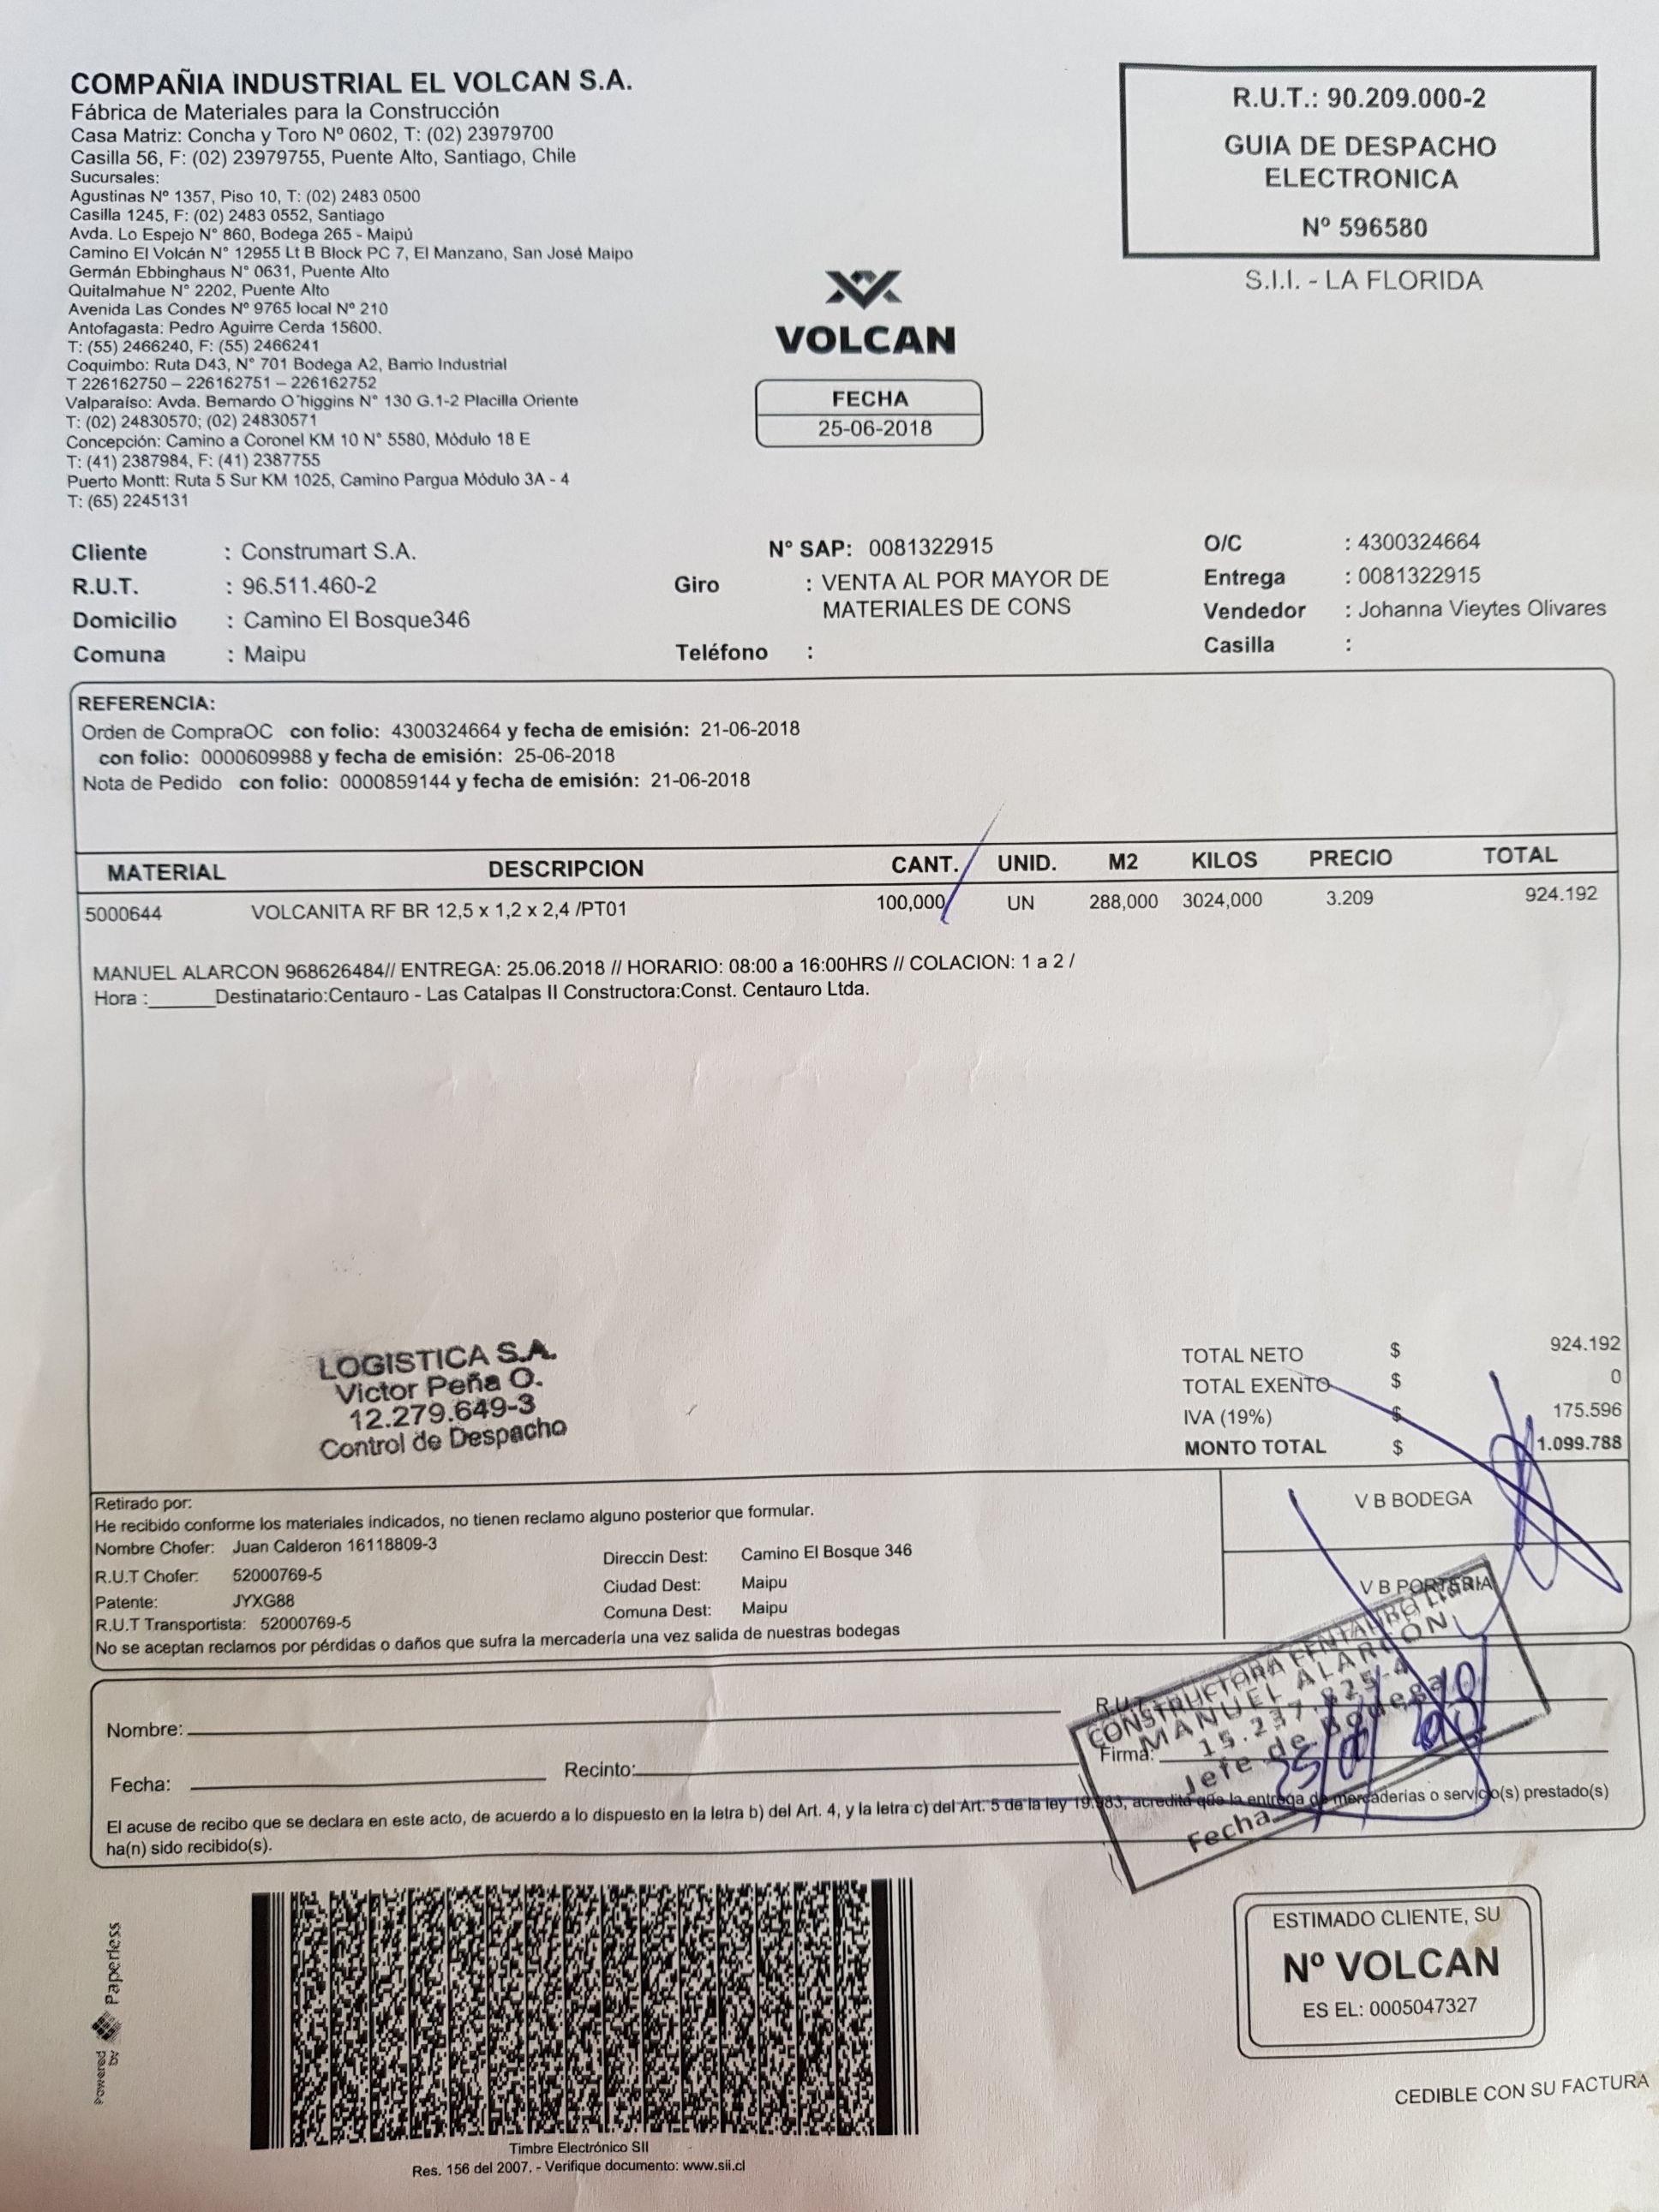 COMPAÑIA INDUSTRIAL EL VOLCAN S.A.
Fábrica de Materiales para la Construcción
Casa Matriz: Concha y Toro Nº 0602, T: (02) 23979700
Casilla 56, F: (02) 23979755, Puente Alto, Santiago, Chile
Sucursales:
Agustinas Nº 1357, Piso 10, T: (02) 2483 0500
Casilla 1245, F: (02) 2483 0552, Santiago
Avda. Lo Espejo N° 860, Bodega 265 - Maipú
Camino El Volcán N° 12955 Lt B Block PC 7, El Manzano, San José Maipo
Germán Ebbinghaus N° 0631, Puente Alto
Quitalmahue N° 2202, Puente Alto
Avenida Las Condes Nº 9765 local Nº 210
Antofagasta: Pedro Aguirre Cerda 15600.
T: (55) 2466240, F: (55) 2466241
Coquimbo: Ruta D43, N° 701 Bodega A2, Barrio Industrial
T 226162750 – 226162751 – 226162752
Valparaíso: Avda. Bernardo O´higgins N° 130 G.1-2 Placilla Oriente
T: (02) 24830570; (02) 24830571
Concepción: Camino a Coronel KM 10 N° 5580, Módulo 18 E
T: (41) 2387984, F: (41) 2387755
Puerto Montt: Ruta 5 Sur KM 1025, Camino Pargua Módulo 3A - 4
T: (65) 2245131
VOLCAN
FECHA
25-06-2018
R.U.T.: 90.209.000-2
GUIA DE DESPACHO
ELECTRONICA
Nº 596580
S.I.I. - LA FLORIDA
Cliente : Construmart S.A.
R.U.T. : 96.511.460-2
Domicilio : Camino El Bosque346
Comuna : Maipu
N° SAP: 0081322915
Giro : VENTA AL POR MAYOR DE
MATERIALES DE CONS
Teléfono :
O/C : 4300324664
Entrega : 0081322915
Vendedor : Johanna Vieytes Olivares
Casilla :
REFERENCIA:
Orden de CompraOC con folio: 4300324664 y fecha de emisión: 21-06-2018
con folio: 0000609988 y fecha de emisión: 25-06-2018
Nota de Pedido con folio: 0000859144 y fecha de emisión: 21-06-2018
MATERIAL DESCRIPCION CANT. UNID. M2 KILOS PRECIO TOTAL
5000644 VOLCANITA RF BR 12,5 x 1,2 x 2,4 /PT01 100,000 UN 288,000 3024,000 3.209 924.192
MANUEL ALARCON 968626484// ENTREGA: 25.06.2018 // HORARIO: 08:00 a 16:00HRS // COLACION: 1 a 2 /
Hora :______Destinatario:Centauro - Las Catalpas II Constructora:Const. Centauro Ltda.
LOGISTICA S.A.
Victor Peña O.
12.279.649-3
Control de Despacho
TOTAL NETO $ 924.192
TOTAL EXENTO $ 0
IVA (19%) $ 175.596
MONTO TOTAL $ 1.099.788
Retirado por:
He recibido conforme los materiales indicados, no tienen reclamo alguno posterior que formular.
Nombre Chofer: Juan Calderon 16118809-3
R.U.T Chofer: 52000769-5
Patente: JYXG88
R.U.T Transportista: 52000769-5
Direccin Dest: Camino El Bosque 346
Ciudad Dest: Maipu
Comuna Dest: Maipu
No se aceptan reclamos por pérdidas o daños que sufra la mercadería una vez salida de nuestras bodegas
V B BODEGA
V B PORTERIA
CONSTRUCTORA CENTAURO LTDA
MANUEL ALARCON
15.237.825-4
Jefe de Bodega
Fecha
Nombre:
R.U.T
Fecha:
Recinto:
Firma:
El acuse de recibo que se declara en este acto, de acuerdo a lo dispuesto en la letra b) del Art. 4, y la letra c) del Art. 5 de la ley 19.983, acredita que la entrega de mercaderias o servicio(s) prestado(s)
ha(n) sido recibido(s).
Powered by Paperless
Timbre Electrónico SII
Res. 156 del 2007. - Verifique documento: www.sii.cl
ESTIMADO CLIENTE, SU
Nº VOLCAN
ES EL: 0005047327
CEDIBLE CON SU FACTURA